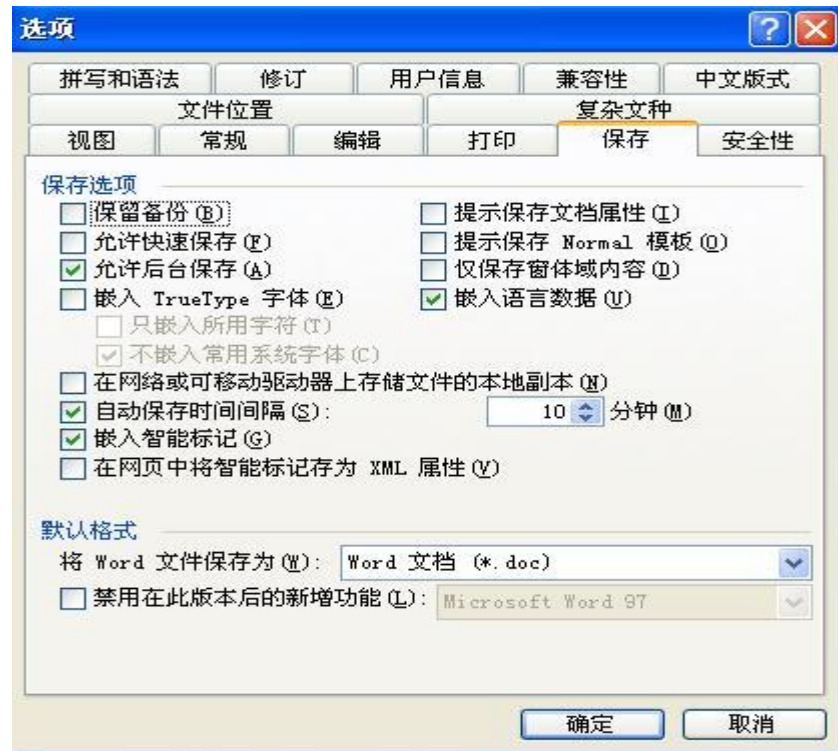 选项
拼写和语法 修订 用户信息 兼容性 中文版式
文件位置 复杂文种
视图 常规 编辑 打印 保存 安全性
保存选项
保留备份(B) 提示保存文档属性(I)
允许快速保存(F) 提示保存 Normal 模板(O)
允许后台保存(A) 仅保存窗体域内容(D)
嵌入 TrueType 字体(E) 嵌入语言数据(U)
只嵌入所用字符(T)
不嵌入常用系统字体(C)
在网络或可移动驱动器上存储文件的本地副本(N)
自动保存时间间隔(S): 10 分钟(M)
嵌入智能标记(G)
在网页中将智能标记存为 XML 属性(V)
默认格式
将 Word 文件保存为(W): Word 文档 (*.doc)
禁用在此版本后的新增功能(L): Microsoft Word 97
确定 取消